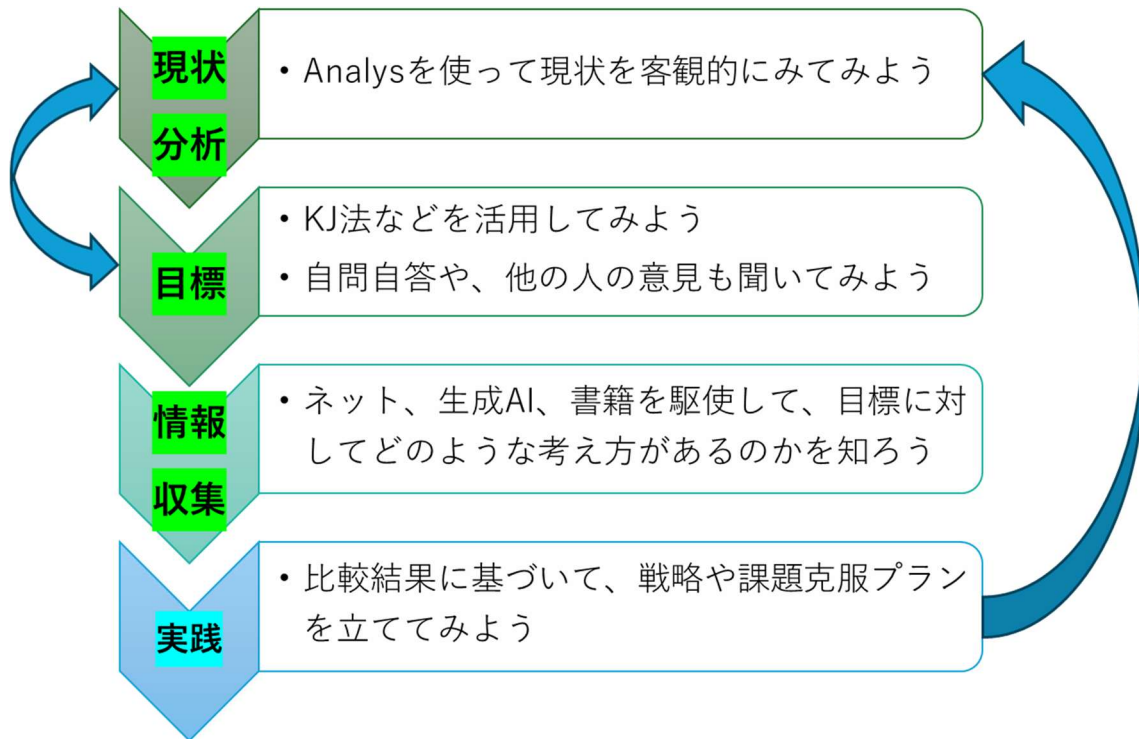 現状
分析
・Analysを使って現状を客観的にみてみよう
目標
・KJ法などを活用してみよう
・自問自答や、他の人の意見も聞いてみよう
情報
収集
・ネット、生成AI、書籍を駆使して、目標に対
してどのような考え方があるのかを知ろう
実践
・比較結果に基づいて、戦略や課題克服プラン
を立ててみよう